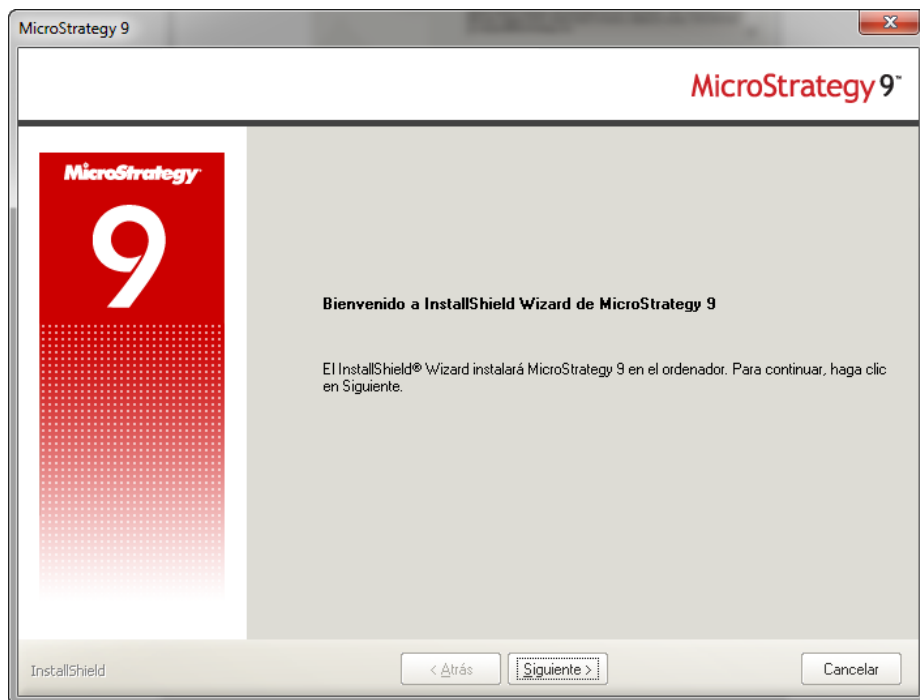 MicroStrategy 9
MicroStrategy 9™
MicroStrategy
9
Bienvenido a InstallShield Wizard de MicroStrategy 9
El InstallShield® Wizard instalará MicroStrategy 9 en el ordenador. Para continuar, haga clic
en Siguiente.
InstallShield
< Atrás
Siguiente >
Cancelar